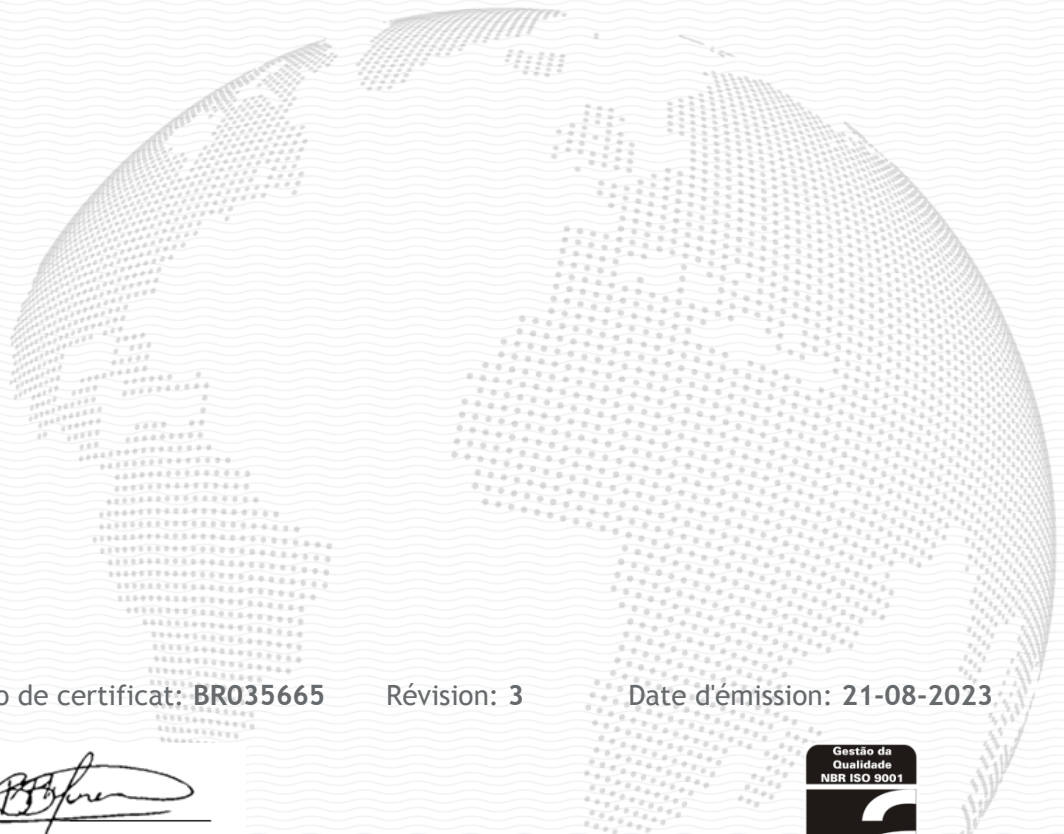 o de certificat: BR035665 Révision: 3 Date d'émission: 21-08-2023
Gestão da
Qualidade
NBR ISO 9001